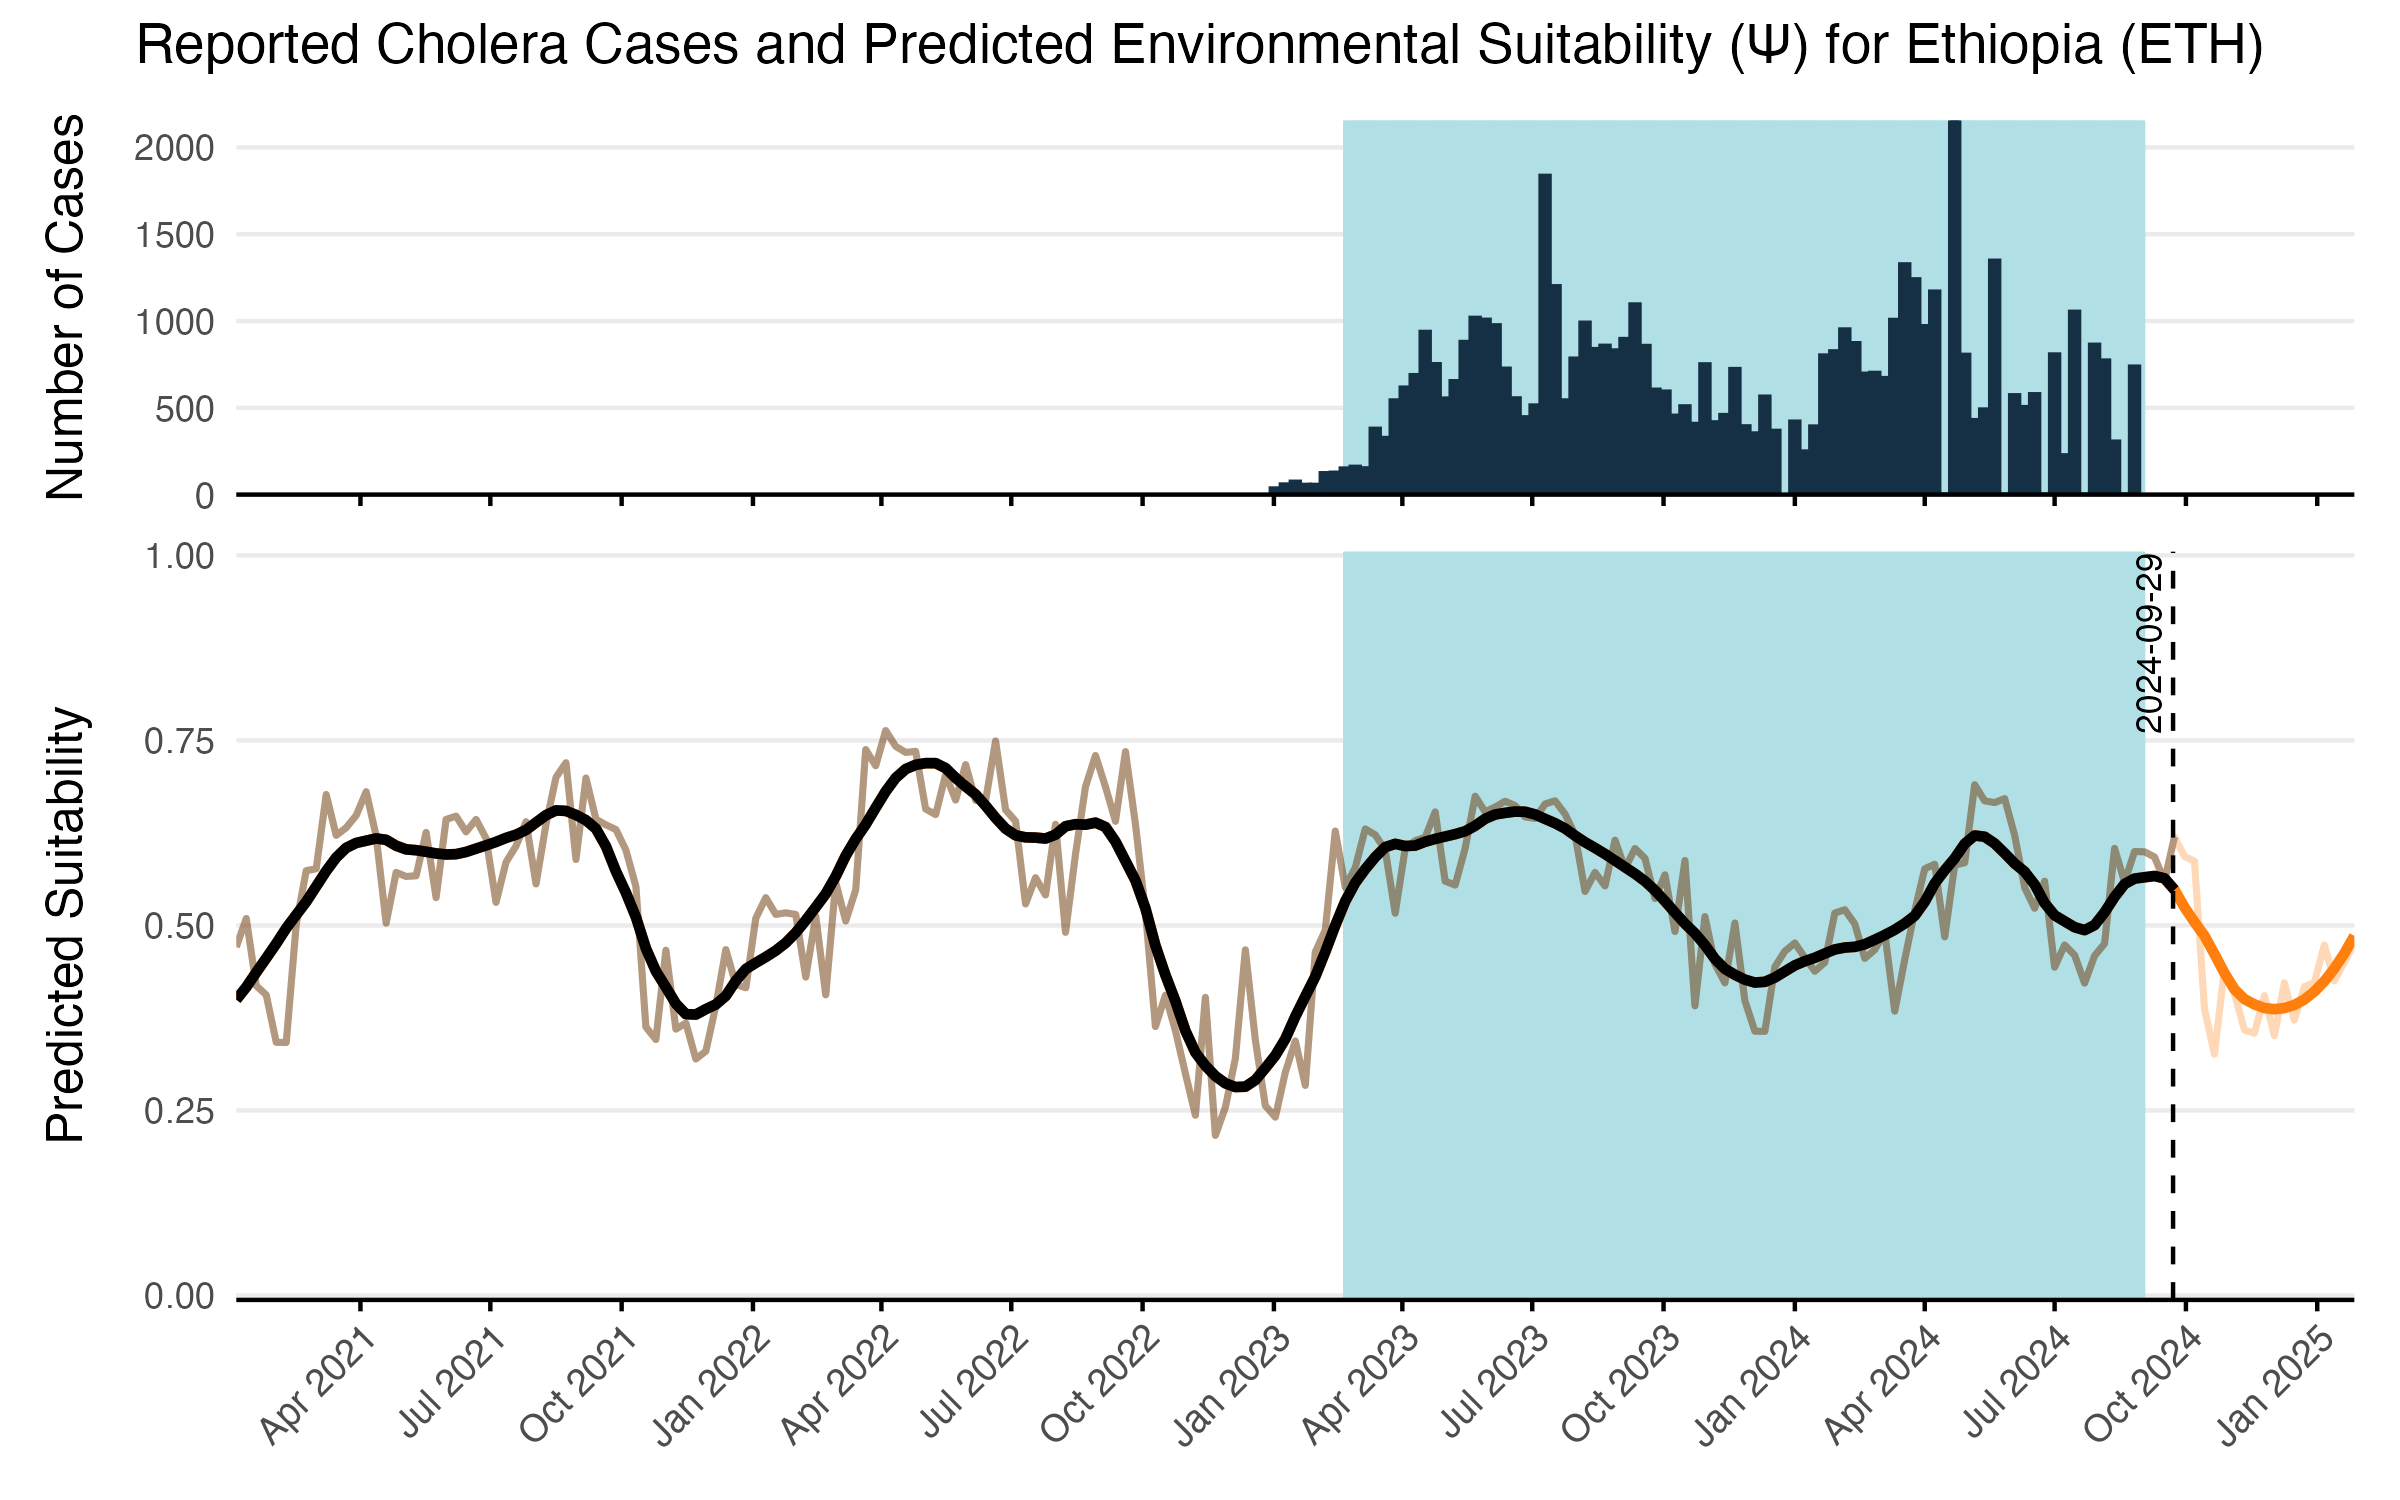 Reported Cholera Cases and Predicted Environmental Suitability (Ψ) for Ethiopia (ETH)
Number of Cases
2000
1500
1000
500
0
Predicted Suitability
1.00
0.75
0.50
0.25
0.00
2024-09-29
Apr 2021
Jul 2021
Oct 2021
Jan 2022
Apr 2022
Jul 2022
Oct 2022
Jan 2023
Apr 2023
Jul 2023
Oct 2023
Jan 2024
Apr 2024
Jul 2024
Oct 2024
Jan 2025